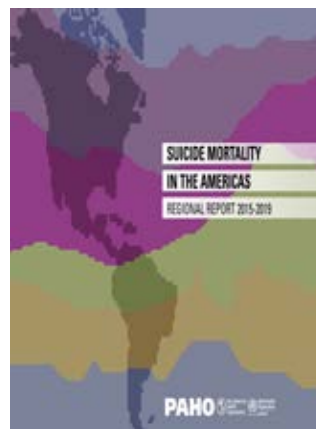 SUICIDE MORTALITY
IN THE AMERICAS
REGIONAL REPORT 2015-2019
PAHO